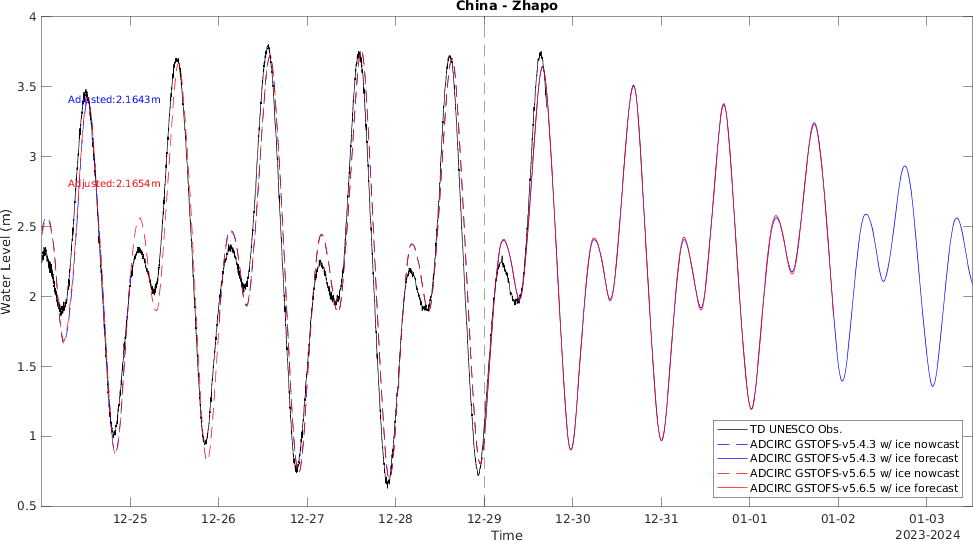 China - Zhapo
4
3.5
3
2.5
2
1.5
1
0.5
Water Level (m)
Adjusted:2.1643m
Adjusted:2.1654m
TD UNESCO Obs.
ADCIRC GSTOFS-v5.4.3 w/ ice nowcast
ADCIRC GSTOFS-v5.4.3 w/ ice forecast
ADCIRC GSTOFS-v5.6.5 w/ ice nowcast
ADCIRC GSTOFS-v5.6.5 w/ ice forecast
12-25 12-26 12-27 12-28 12-29 12-30 12-31 01-01 01-02 01-03
Time
2023-2024